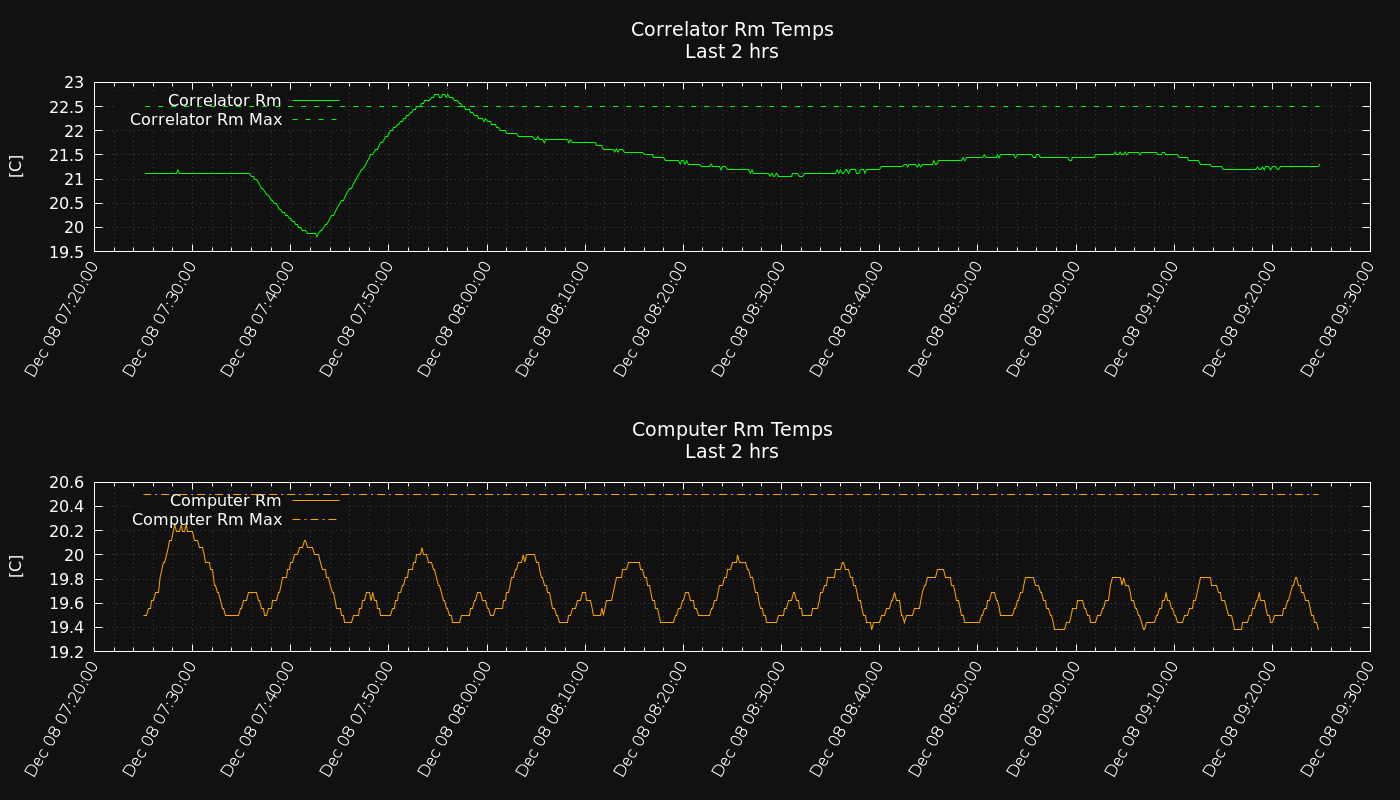 Correlator Rm Temps
Last 2 hrs
[C]
23
22.5
22
21.5
21
20.5
20
19.5
Correlator Rm
Correlator Rm Max
Dec 08 07:20:00
Dec 08 07:30:00
Dec 08 07:40:00
Dec 08 07:50:00
Dec 08 08:00:00
Dec 08 08:10:00
Dec 08 08:20:00
Dec 08 08:30:00
Dec 08 08:40:00
Dec 08 08:50:00
Dec 08 09:00:00
Dec 08 09:10:00
Dec 08 09:20:00
Dec 08 09:30:00
Computer Rm Temps
Last 2 hrs
[C]
20.6
20.4
20.2
20
19.8
19.6
19.4
19.2
Computer Rm
Computer Rm Max
Dec 08 07:20:00
Dec 08 07:30:00
Dec 08 07:40:00
Dec 08 07:50:00
Dec 08 08:00:00
Dec 08 08:10:00
Dec 08 08:20:00
Dec 08 08:30:00
Dec 08 08:40:00
Dec 08 08:50:00
Dec 08 09:00:00
Dec 08 09:10:00
Dec 08 09:20:00
Dec 08 09:30:00